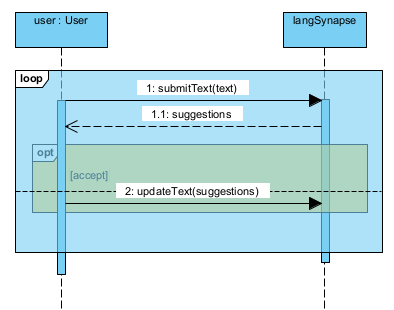 user : User
langSynapse
loop
1: submitText(text)
1.1: suggestions
opt
[accept]
2: updateText(suggestions)